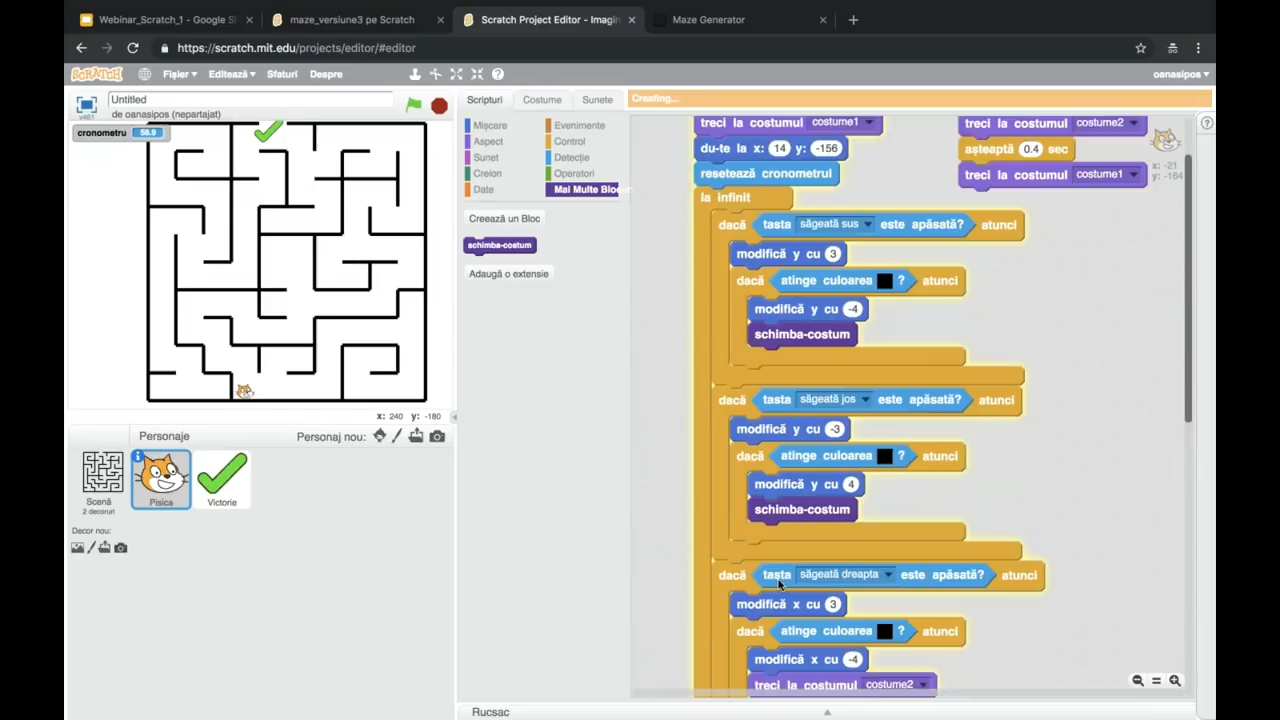 Webinar_Scratch_1 - Google Sl
maze_versiune3 pe Scratch
Scratch Project Editor - Imagin
Maze Generator
https://scratch.mit.edu/projects/editor/#editor
SCRATCH
Fișier
Editează
Sfaturi
Despre
oanasipos
v461
Untitled
de oanasipos (nepartajat)
cronometru 58.9
x: 240 y: -180
Personaje
Personaj nou:
Scenă
2 decoruri
Pisica
Victorie
Decor nou:
Scripturi
Costume
Sunete
Mișcare
Aspect
Sunet
Creion
Date
Evenimente
Control
Detecție
Operatori
Mai Multe Bloc
Creează un Bloc
schimba-costum
Adaugă o extensie
Creating...
treci la costumul costume1
du-te la x: 14 y: -156
resetează cronometrul
la infinit
dacă tasta săgeată sus este apăsată? atunci
modifică y cu 3
dacă atinge culoarea ? atunci
modifică y cu -4
schimba-costum
dacă tasta săgeată jos este apăsată? atunci
modifică y cu -3
dacă atinge culoarea ? atunci
modifică y cu 4
schimba-costum
dacă tasta săgeată dreapta este apăsată? atunci
modifică x cu 3
dacă atinge culoarea ? atunci
modifică x cu -4
treci la costumul costume2
treci la costumul costume2
așteaptă 0.4 sec
treci la costumul costume1
x: -21
y: -164
Rucsac